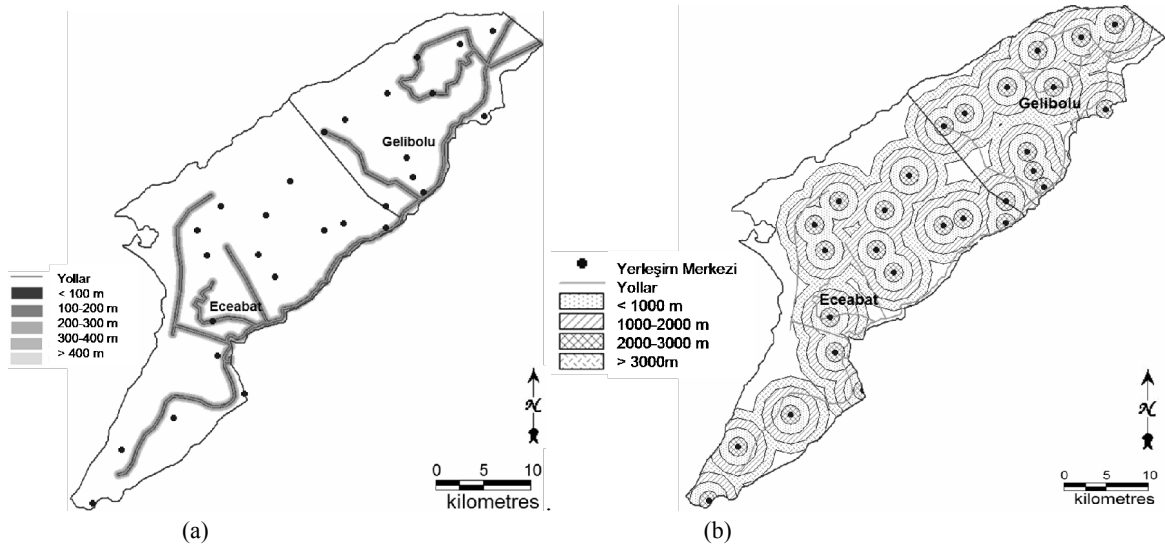 Gelibolu
Eceabat
Yollar
< 100 m
100-200 m
200-300 m
300-400 m
> 400 m
N
0 5 10
kilometres
(a)
Gelibolu
Eceabat
Yerleşim Merkezi
Yollar
< 1000 m
1000-2000 m
2000-3000 m
> 3000m
N
0 5 10
kilometres
(b)